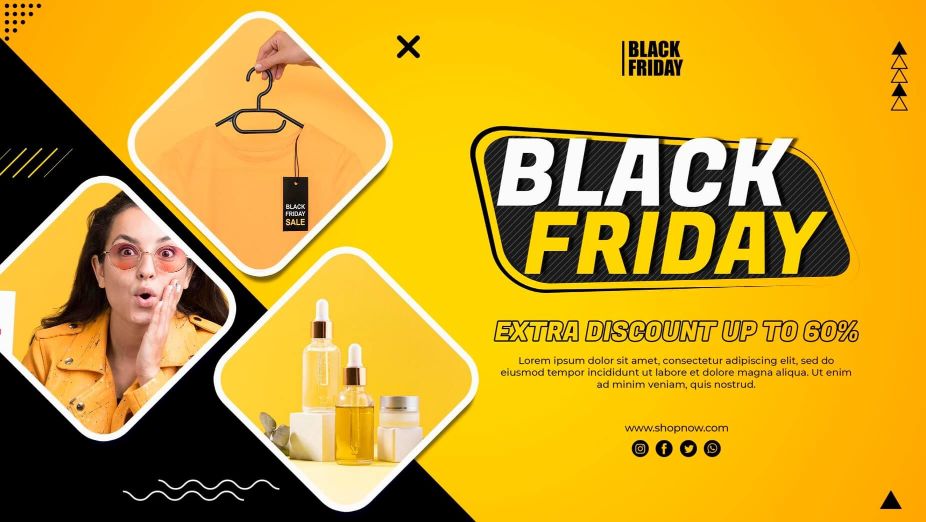 BLACK
FRIDAY
BLACK
FRIDAY
SALE
BLACK
FRIDAY
EXTRA DISCOUNT UP TO 60%
Lorem ipsum dolor sit amet, consectetur adipiscing elit, sed do
eiusmod tempor incididunt ut labore et dolore magna aliqua. Ut enim
ad minim veniam, quis nostrud.
www.shopnow.com